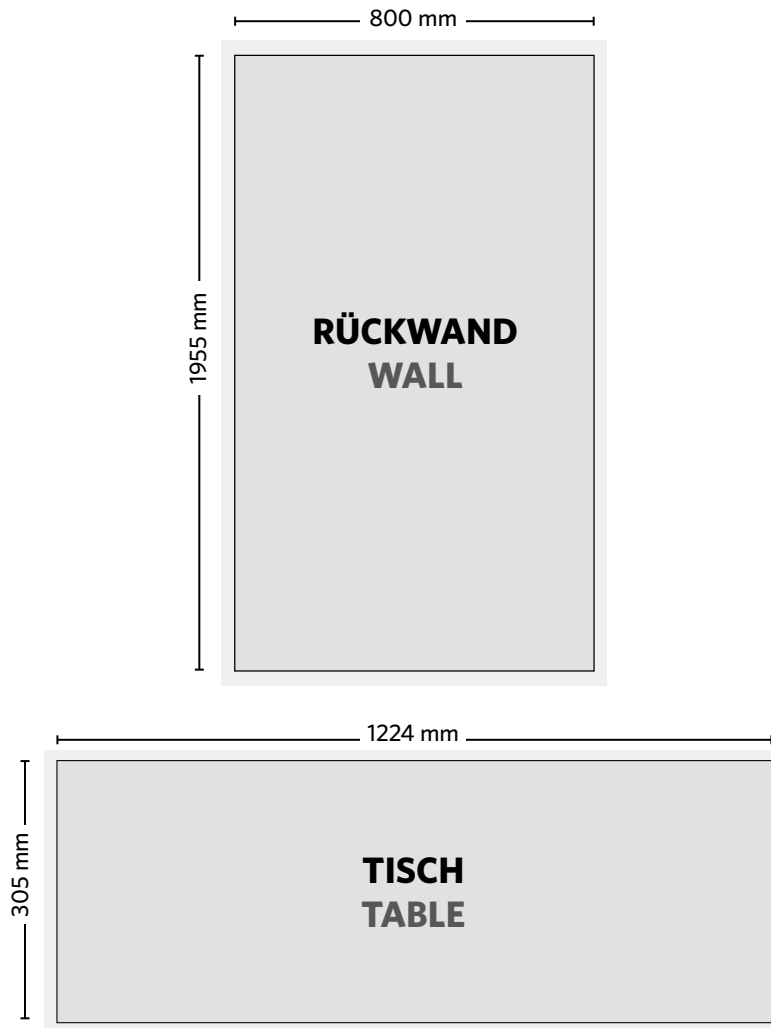 800 mm
1955 mm
RÜCKWAND
WALL
1224 mm
305 mm
TISCH
TABLE